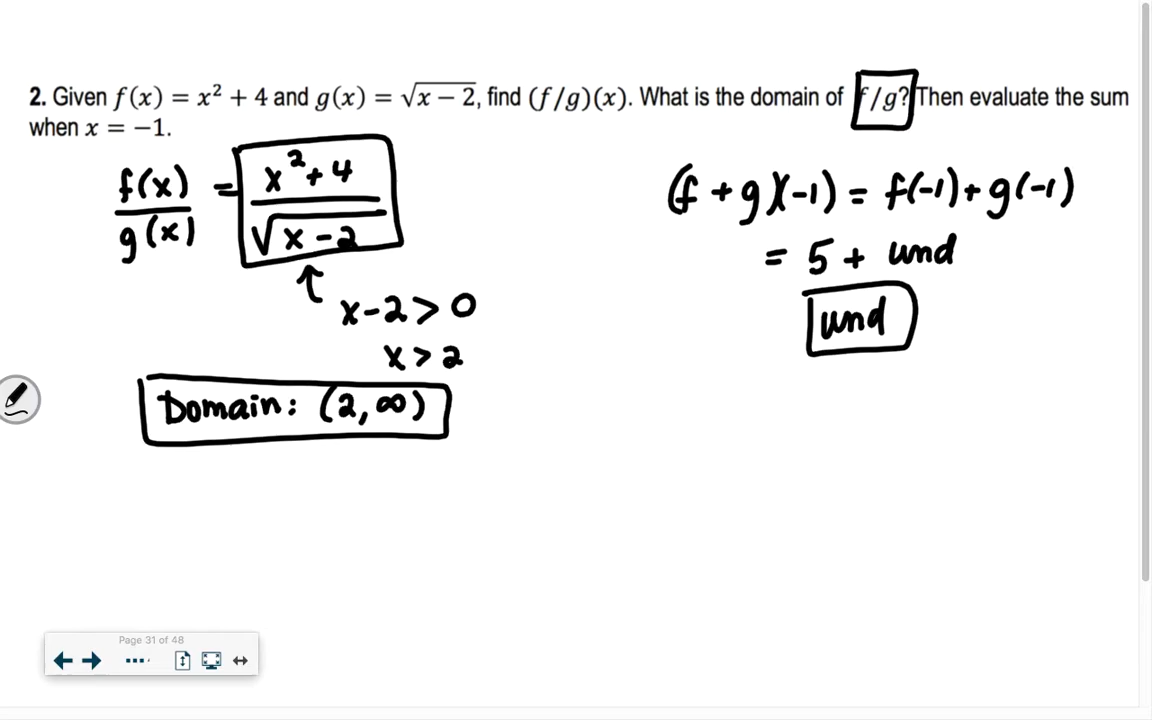 2. Given f(x) = x² + 4 and g(x) = √(x − 2), find (f/g)(x). What is the domain of f/g? Then evaluate the sum
when x = −1.
f(x)/g(x) = (x² + 4)/√(x − 2)
↑
x − 2 > 0
x > 2
Domain: (2, ∞)
(f + g)(-1) = f(-1) + g(-1)
= 5 + und
und
Page 31 of 48